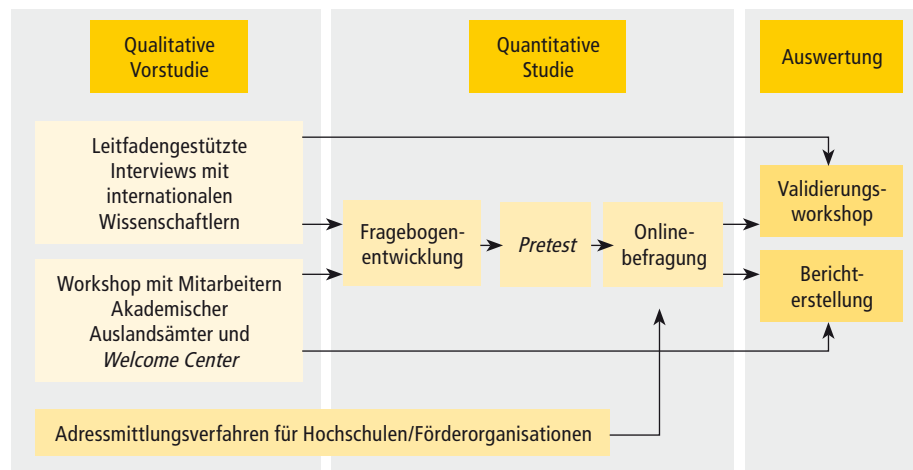 Qualitative
Vorstudie
Quantitative
Studie
Auswertung
Leitfadengestützte
Interviews mit
internationalen
Wissenschaftlern
Workshop mit Mitarbeitern
Akademischer
Auslandsämter und
Welcome Center
Fragebogen-
entwicklung
Pretest
Online-
befragung
Validierungs-
workshop
Bericht-
erstellung
Adressmittlungsverfahren für Hochschulen/Förderorganisationen